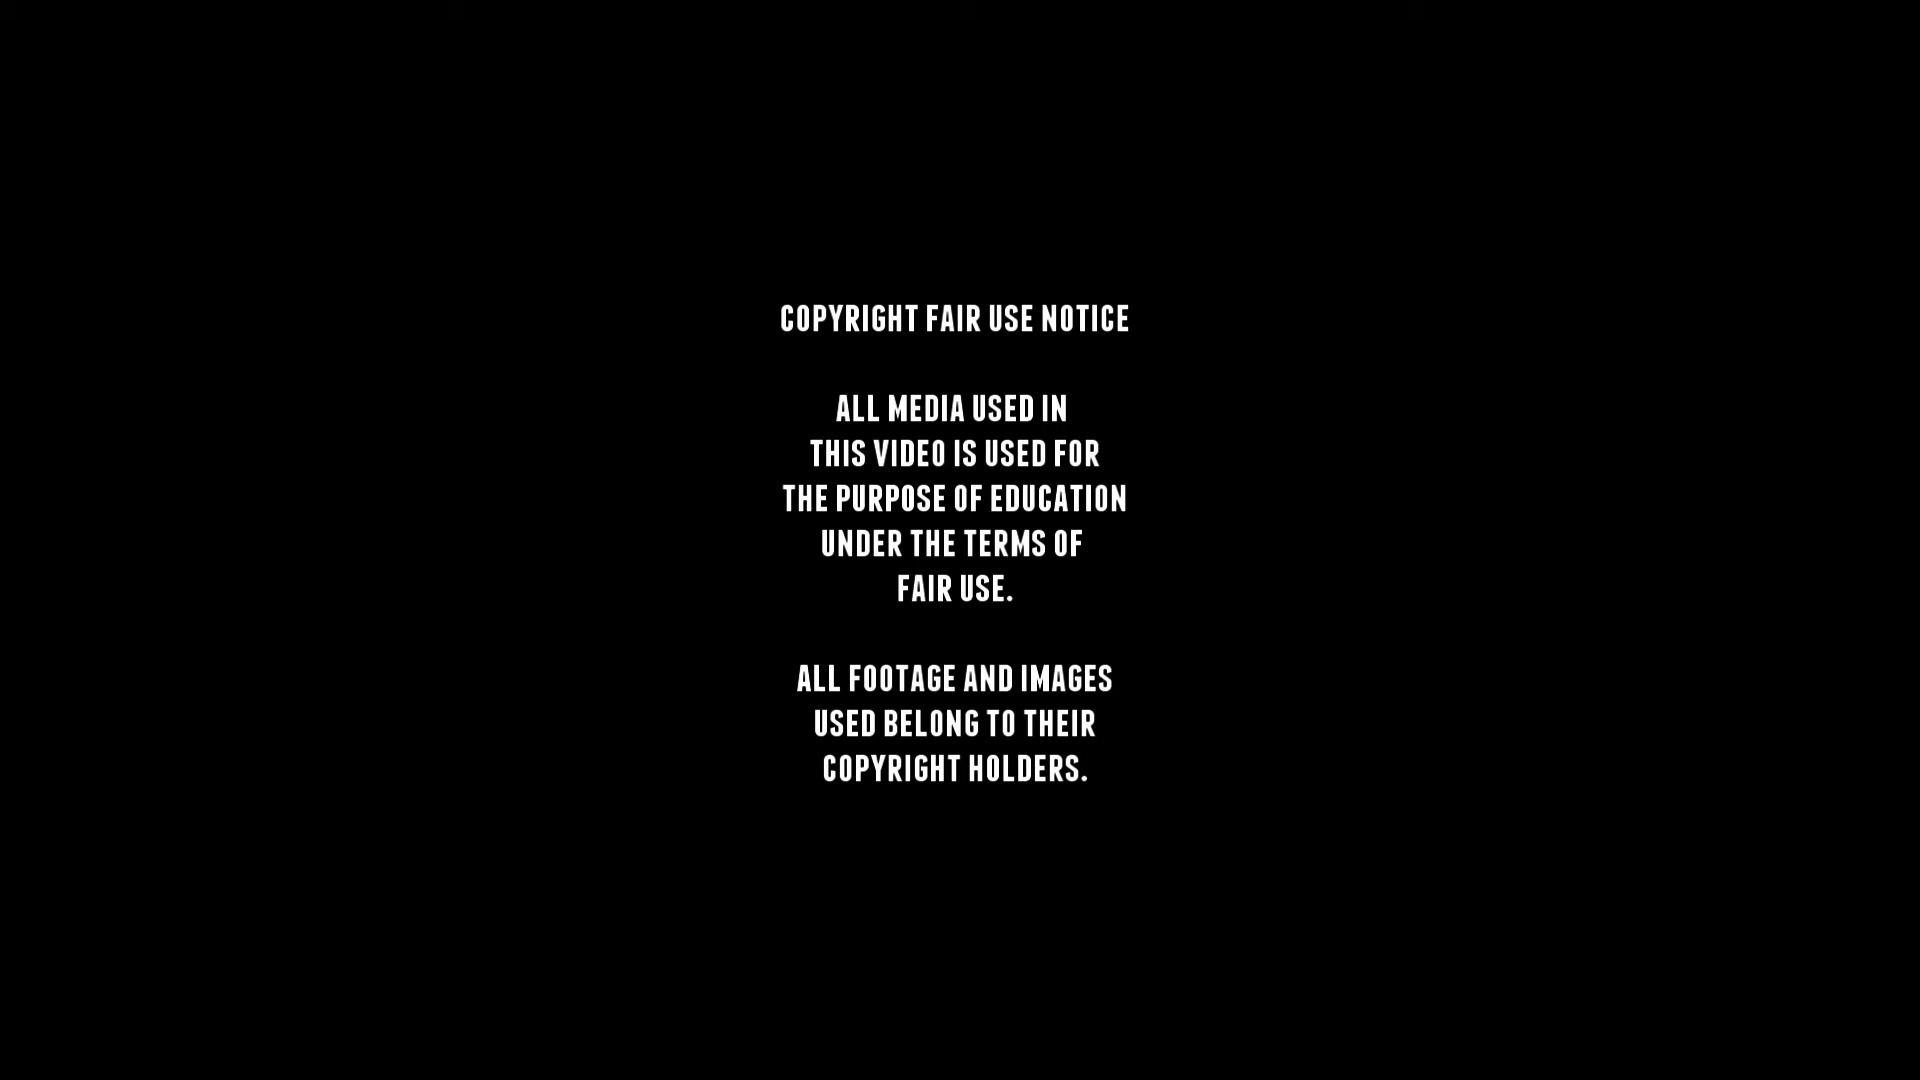 COPYRIGHT FAIR USE NOTICE
ALL MEDIA USED IN
THIS VIDEO IS USED FOR
THE PURPOSE OF EDUCATION
UNDER THE TERMS OF
FAIR USE.
ALL FOOTAGE AND IMAGES
USED BELONG TO THEIR
COPYRIGHT HOLDERS.